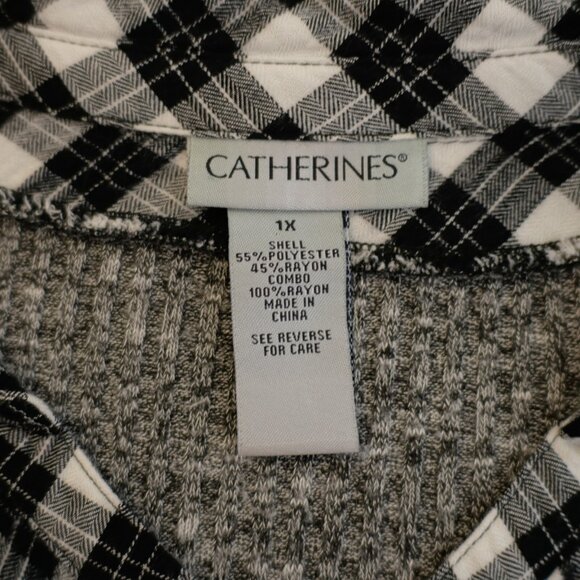 CATHERINES®
1X
SHELL
55%POLYESTER
45%RAYON
COMBO
100%RAYON
MADE IN
CHINA
SEE REVERSE
FOR CARE